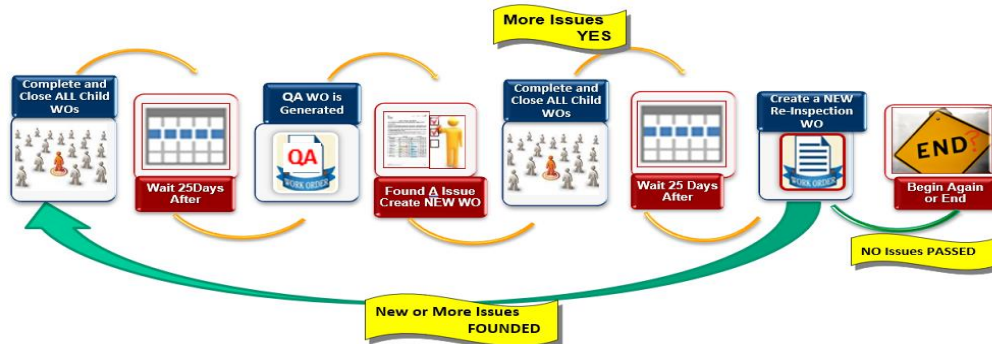 More Issues
YES
Complete and
Close ALL Child
WOs
Wait 25Days
After
QA WO is
Generated
QA
WORK ORDER
Found A Issue
Create NEW WO
Complete and
Close ALL Child
WOs
Wait 25 Days
After
Create a NEW
Re-Inspection
WO
WORK ORDER
END?
Begin Again
or End
NO Issues PASSED
New or More Issues
FOUNDED